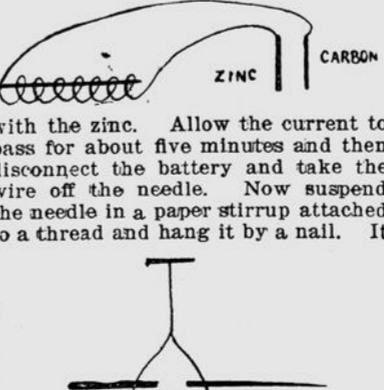 CARBON
ZINC
with the zinc. Allow the current to
pass for about five minutes and then
disconnect the battery and take the
wire off the needle. Now suspend
the needle in a paper stirrup attached
to a thread and hang it by a nail. It